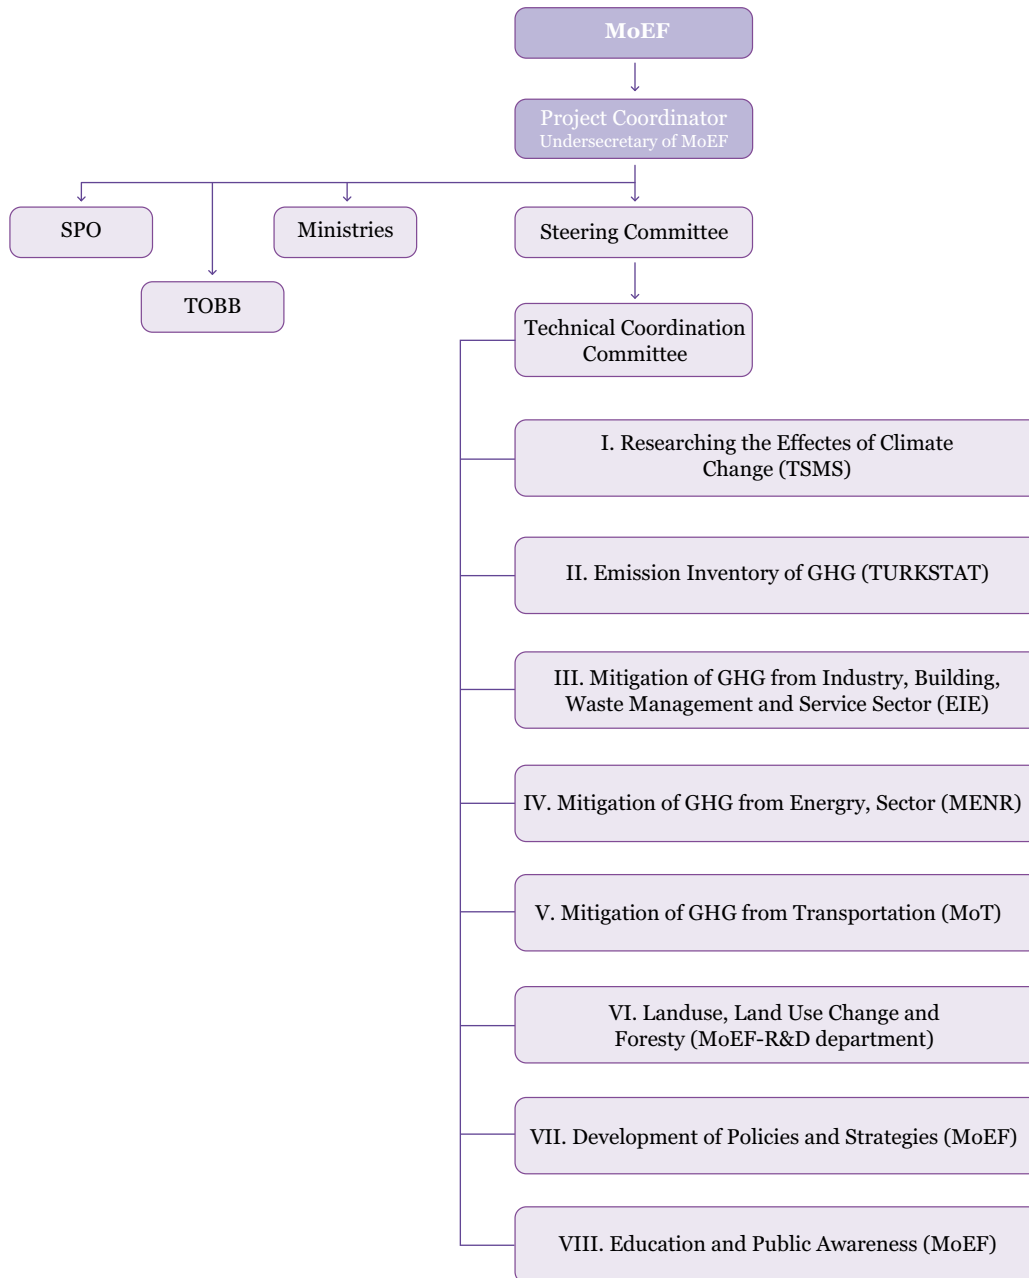 MoEF
Project Coordinator
Undersecretary of MoEF
SPO
Ministries
Steering Committee
TOBB
Technical Coordination
Committee
I. Researching the Effectes of Climate
Change (TSMS)
II. Emission Inventory of GHG (TURKSTAT)
III. Mitigation of GHG from Industry, Building,
Waste Management and Service Sector (EIE)
IV. Mitigation of GHG from Energry, Sector (MENR)
V. Mitigation of GHG from Transportation (MoT)
VI. Landuse, Land Use Change and
Foresty (MoEF-R&D department)
VII. Development of Policies and Strategies (MoEF)
VIII. Education and Public Awareness (MoEF)